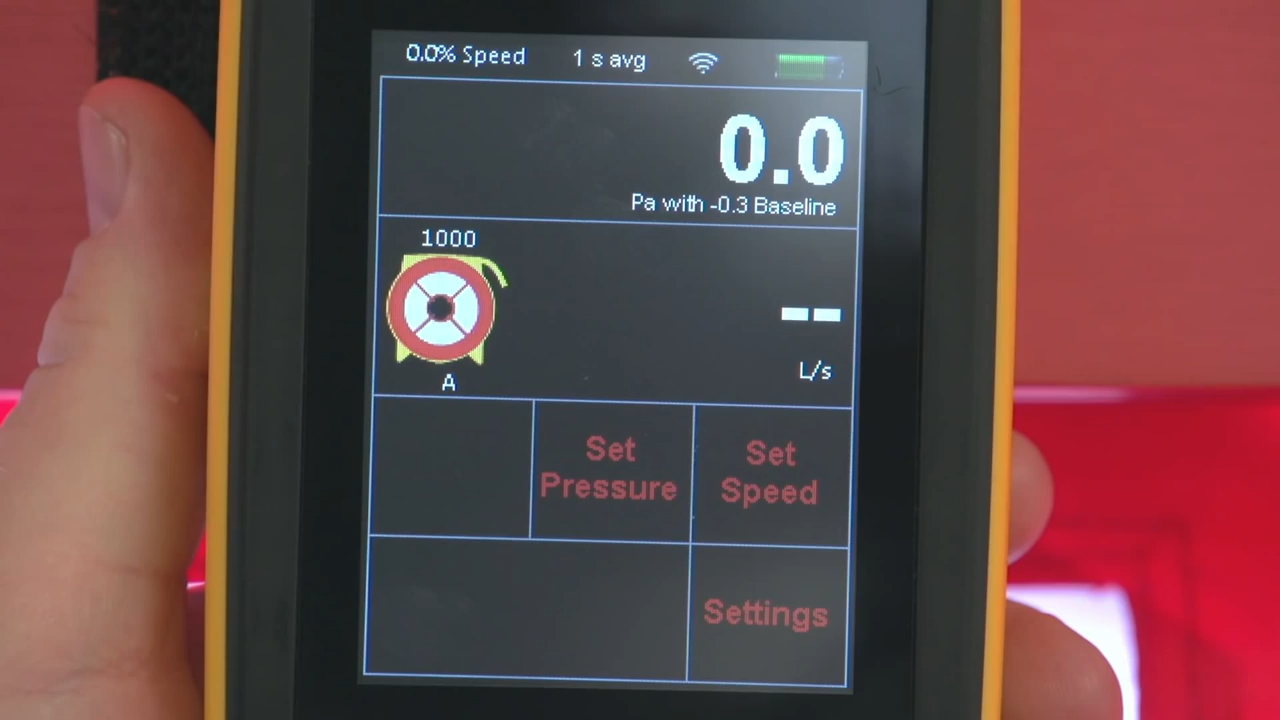 0.0% Speed 1 s avg
0.0
Pa with -0.3 Baseline
1000
--
L/s
A
Set
Pressure
Set
Speed
Settings